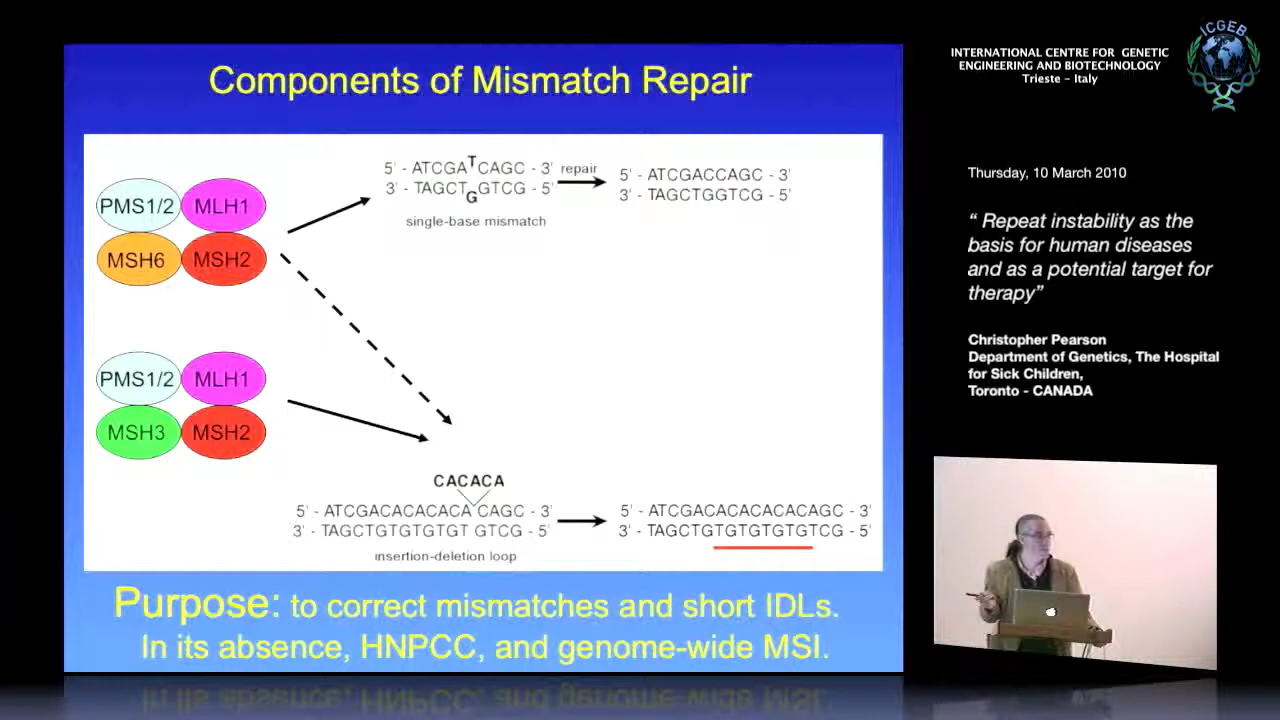 Components of Mismatch Repair
PMS1/2 MLH1
MSH6 MSH2
5' - ATCGATCAGC - 3'
3' - TAGCTGGTCG - 5'
single-base mismatch
repair
5' - ATCGACCAGC - 3'
3' - TAGCTGGTCG - 5'
PMS1/2 MLH1
MSH3 MSH2
CACACA
5' - ATCGACACACACA CAGC - 3'
3' - TAGCTGTGTGTGT GTCG - 5'
insertion-deletion loop
5' - ATCGACACACACACAGC - 3'
3' - TAGCTGTGTGTGTGTCG - 5'
Purpose: to correct mismatches and short IDLs.
In its absence, HNPCC, and genome-wide MSI.
INTERNATIONAL CENTRE FOR GENETIC
ENGINEERING AND BIOTECHNOLOGY
Trieste - Italy
ICGEB
Thursday, 10 March 2010
“ Repeat instability as the
basis for human diseases
and as a potential target for
therapy”
Christopher Pearson
Department of Genetics, The Hospital
for Sick Children,
Toronto - CANADA